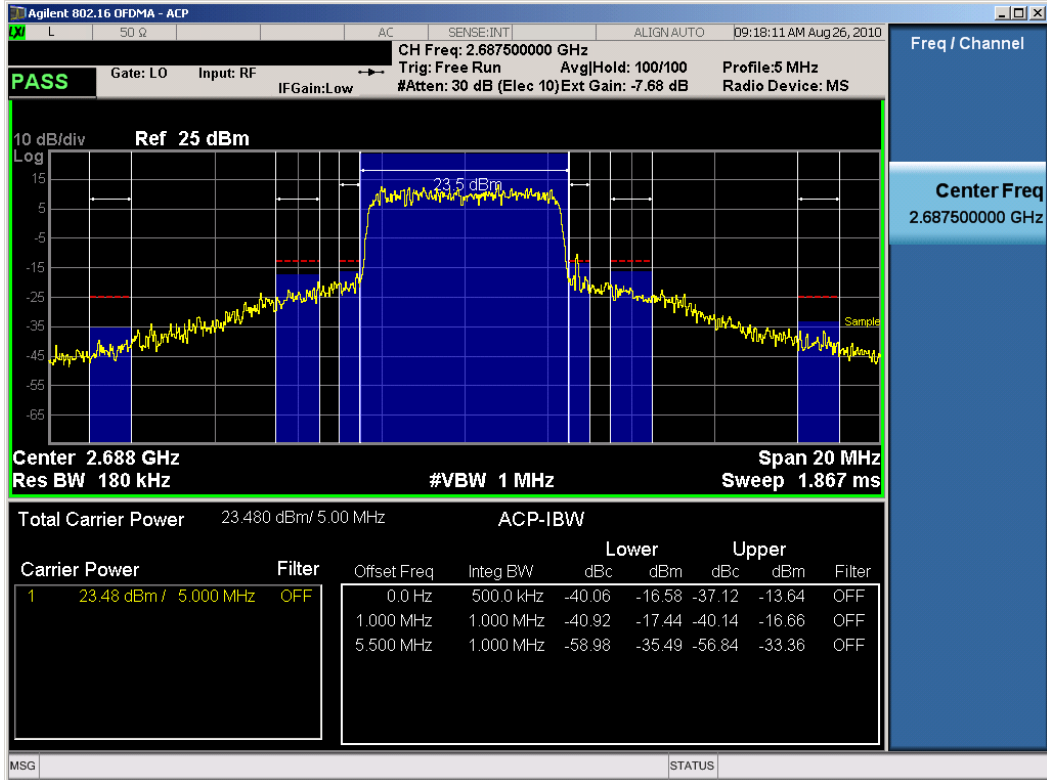 Agilent 802.16 OFDMA - ACP
LXI L 50 Ω AC SENSE:INT ALIGN AUTO 09:18:11 AM Aug 26, 2010
CH Freq: 2.687500000 GHz
PASS Gate: LO Input: RF Trig: Free Run Avg|Hold: 100/100 Profile:5 MHz
IFGain:Low #Atten: 30 dB (Elec 10) Ext Gain: -7.68 dB Radio Device: MS
Freq / Channel
Center Freq
2.687500000 GHz
10 dB/div Ref 25 dBm
Log
15
5
-5
-15
-25
-35
-45
-55
-65
23.5 dBm
Sample
Center 2.688 GHz Span 20 MHz
Res BW 180 kHz #VBW 1 MHz Sweep 1.867 ms
Total Carrier Power 23.480 dBm/ 5.00 MHz ACP-IBW
Lower Upper
Carrier Power Filter Offset Freq Integ BW dBc dBm dBc dBm Filter
1 23.48 dBm / 5.000 MHz OFF 0.0 Hz 500.0 kHz -40.06 -16.58 -37.12 -13.64 OFF
1.000 MHz 1.000 MHz -40.92 -17.44 -40.14 -16.66 OFF
5.500 MHz 1.000 MHz -58.98 -35.49 -56.84 -33.36 OFF
MSG STATUS